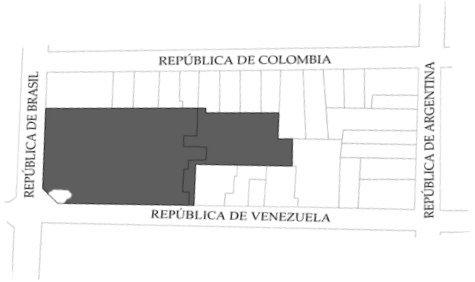 REPÚBLICA DE COLOMBIA
REPÚBLICA DE BRASIL
REPÚBLICA DE ARGENTINA
REPÚBLICA DE VENEZUELA